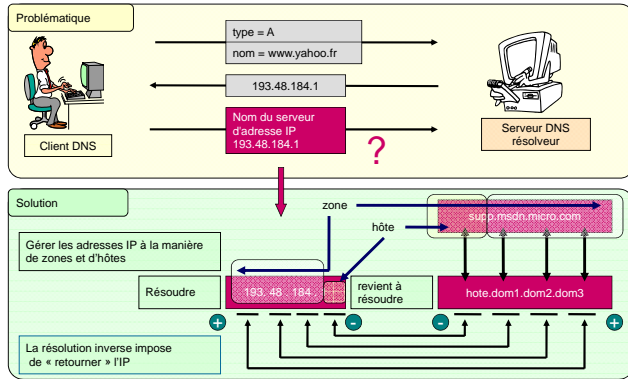 Problématique
type = A
nom = www.yahoo.fr
193.48.184.1
Nom du serveur
d'adresse IP
193.48.184.1
?
Client DNS
Serveur DNS
résolveur
Solution
zone
supp.msdn.micro.com
hôte
Gérer les adresses IP à la manière
de zones et d'hôtes
Résoudre
193. 48 . 184
revient à
résoudre
hote.dom1.dom2.dom3
+
-
-
+
La résolution inverse impose
de « retourner » l'IP